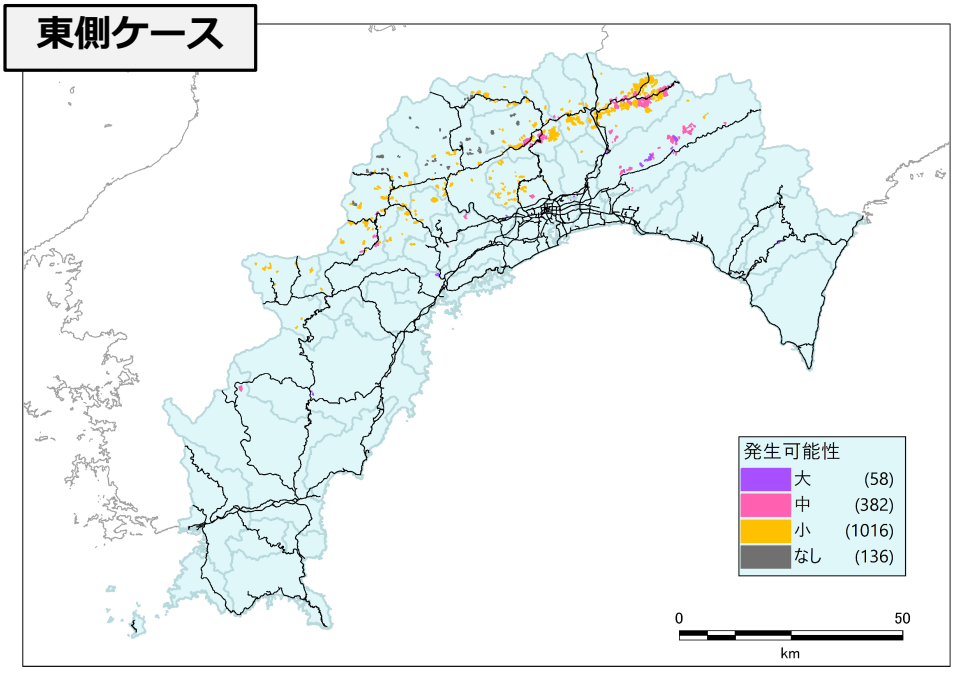 東側ケース
発生可能性
大 (58)
中 (382)
小 (1016)
なし (136)
0 50
km